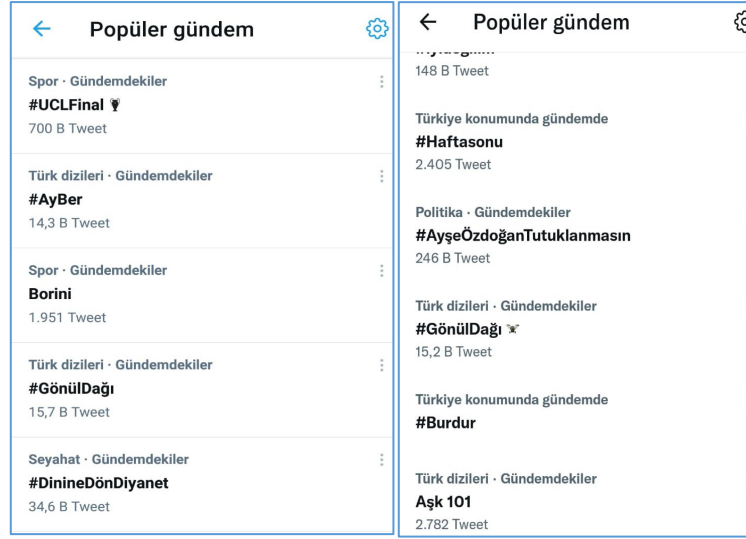 Popüler gündem
Spor · Gündemdekiler
#UCLFinal
700 B Tweet
Türk dizileri · Gündemdekiler
#AyBer
14,3 B Tweet
Spor · Gündemdekiler
Borini
1.951 Tweet
Türk dizileri · Gündemdekiler
#GönülDağı
15,7 B Tweet
Seyahat · Gündemdekiler
#DinineDönDiyanet
34,6 B Tweet
Popüler gündem
148 B Tweet
Türkiye konumunda gündemde
#Haftasonu
2.405 Tweet
Politika · Gündemdekiler
#AyşeÖzdoğanTutuklanmasın
246 B Tweet
Türk dizileri · Gündemdekiler
#GönülDağı
15,2 B Tweet
Türkiye konumunda gündemde
#Burdur
Türk dizileri · Gündemdekiler
Aşk 101
2.782 Tweet